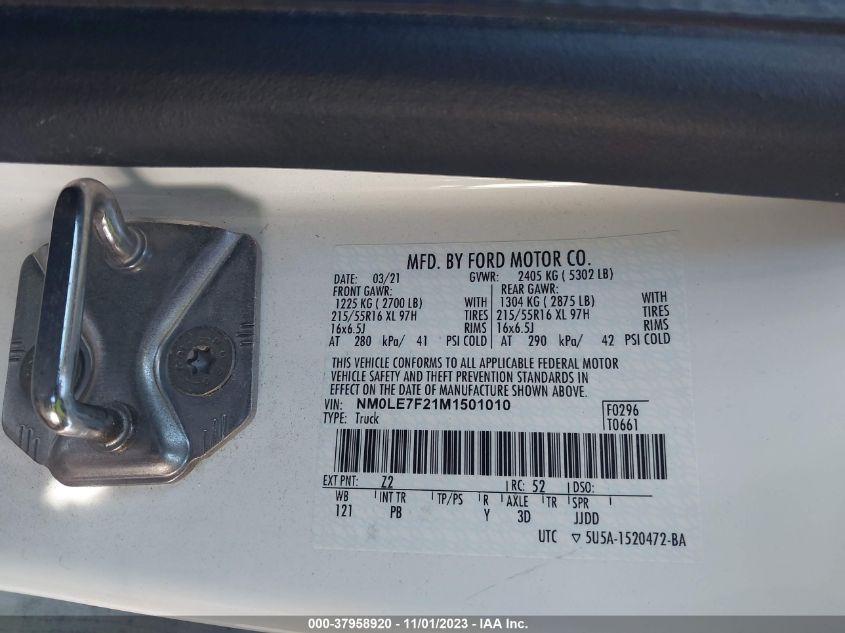 MFD. BY FORD MOTOR CO.
DATE: 03/21 GVWR: 2405 KG ( 5302 LB)
FRONT GAWR: REAR GAWR:
1225 KG ( 2700 LB) WITH 1304 KG ( 2875 LB) WITH
215/55R16 XL 97H TIRES 215/55R16 XL 97H TIRES
16x6.5J RIMS 16x6.5J RIMS
AT 280 kPa/ 41 PSI COLD AT 290 kPa/ 42 PSI COLD
THIS VEHICLE CONFORMS TO ALL APPLICABLE FEDERAL MOTOR
VEHICLE SAFETY AND THEFT PREVENTION STANDARDS IN
EFFECT ON THE DATE OF MANUFACTURE SHOWN ABOVE.
VIN: NM0LE7F21M1501010 F0296
TYPE: Truck T0661
EXT PNT: Z2 RC: 52 DSO:
WB INT TR TP/PS R AXLE TR SPR
121 PB Y 3D JJDD
UTC ▽ 5U5A-1520472-BA
000-37958920 - 11/01/2023 - IAA Inc.